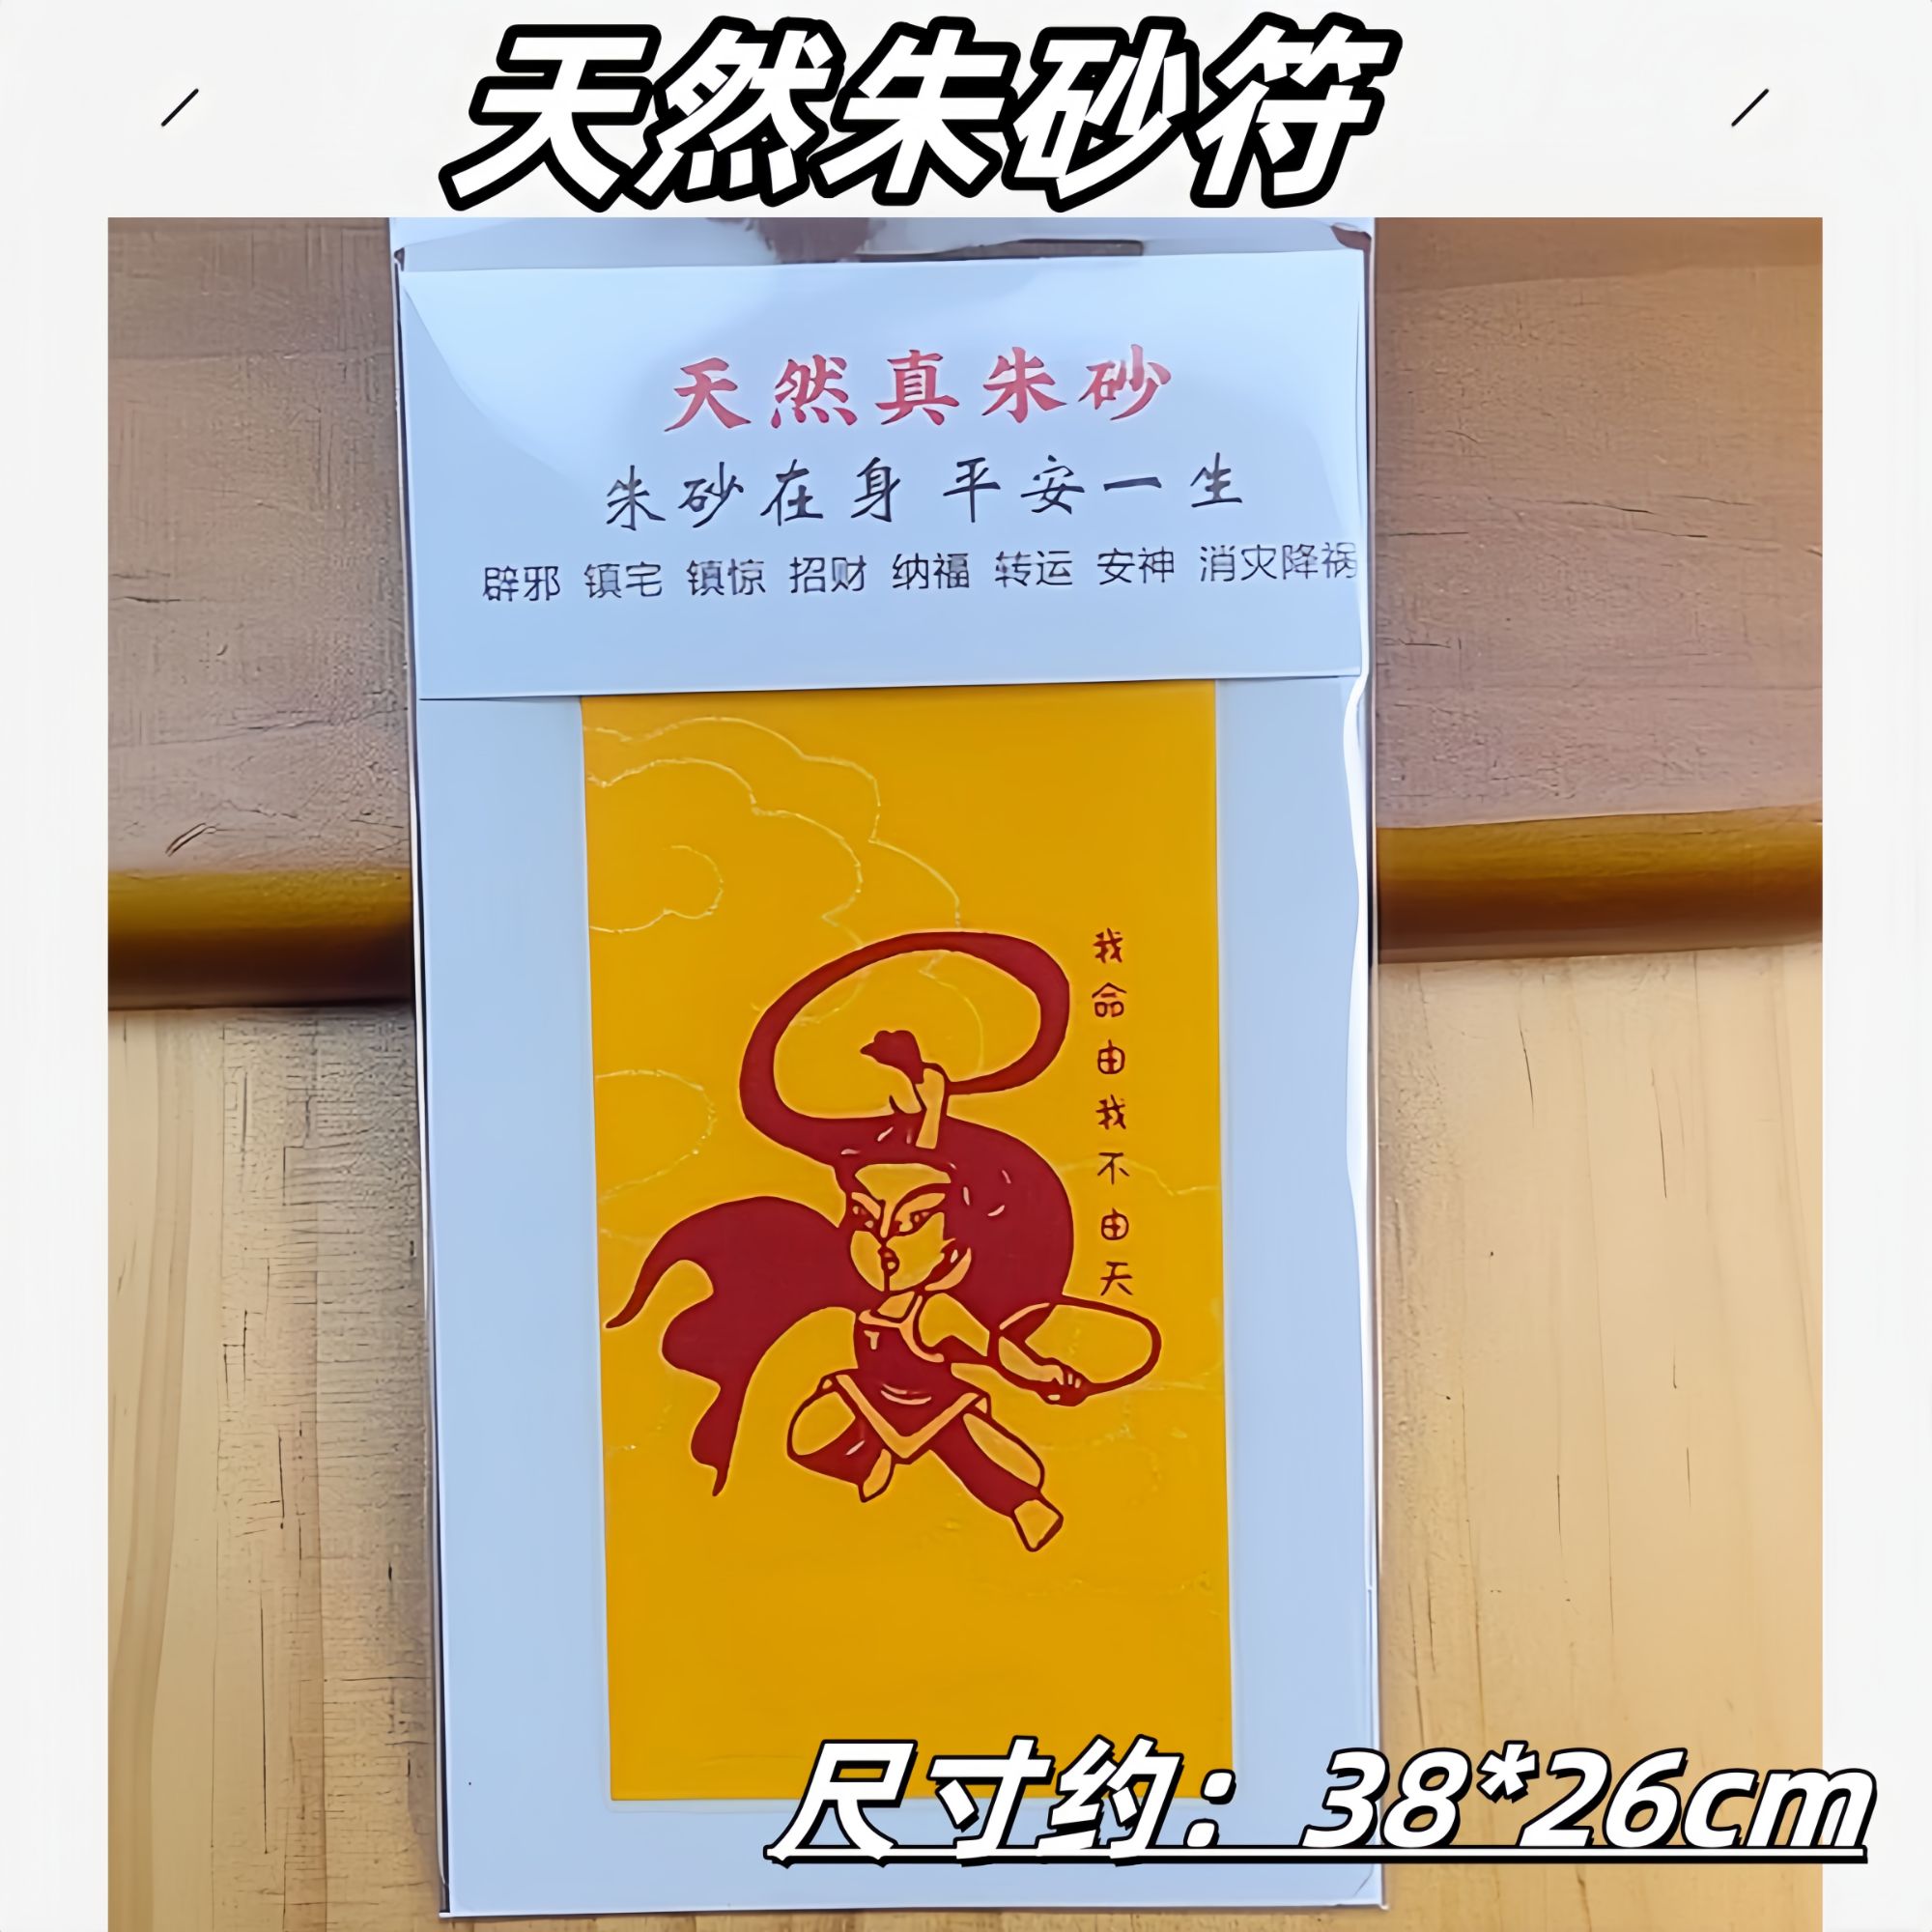 天然朱砂符
天然真朱砂
朱砂在身 平安一生
辟邪 镇宅 镇惊 招财 纳福 转运 安神 消灾降祸
我命由我不由天
尺寸约：38*26cm